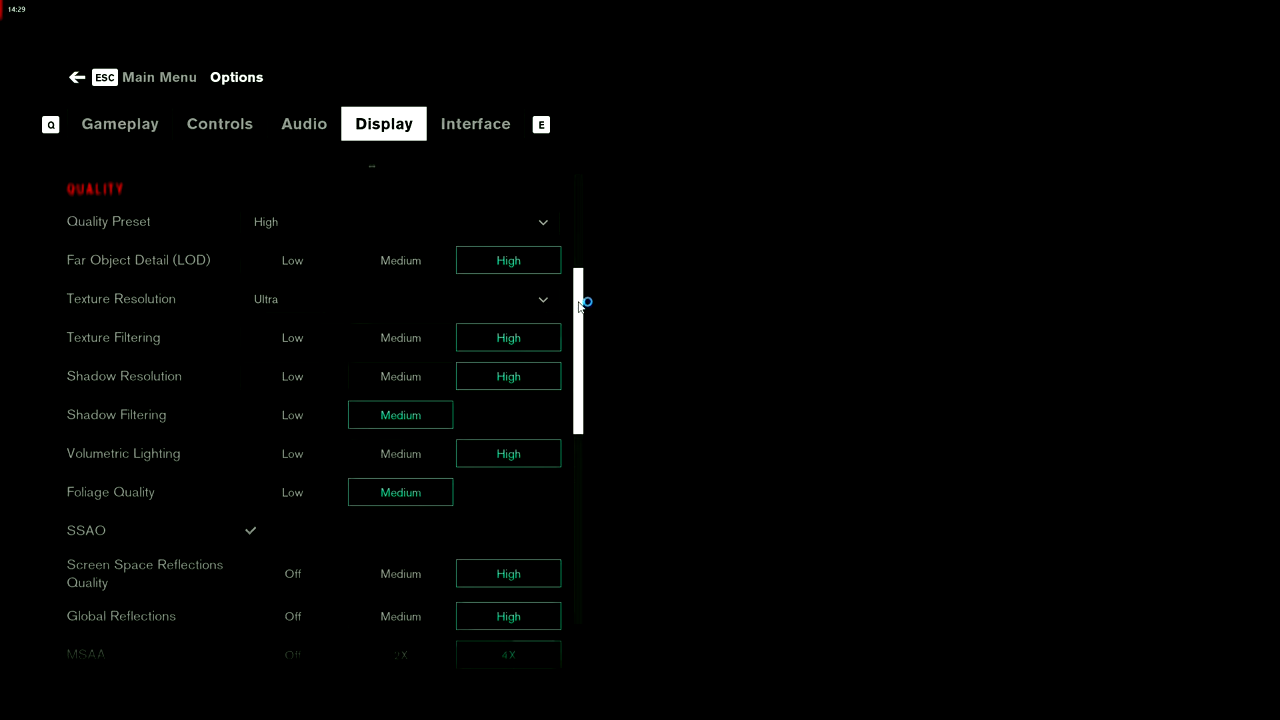 14:29
ESC Main Menu Options
Q Gameplay Controls Audio Display Interface E
QUALITY
Quality Preset High
Far Object Detail (LOD) Low Medium High
Texture Resolution Ultra
Texture Filtering Low Medium High
Shadow Resolution Low Medium High
Shadow Filtering Low Medium
Volumetric Lighting Low Medium High
Foliage Quality Low Medium
SSAO
Screen Space Reflections
Quality Off Medium High
Global Reflections Off Medium High
MSAA Off 2X 4X